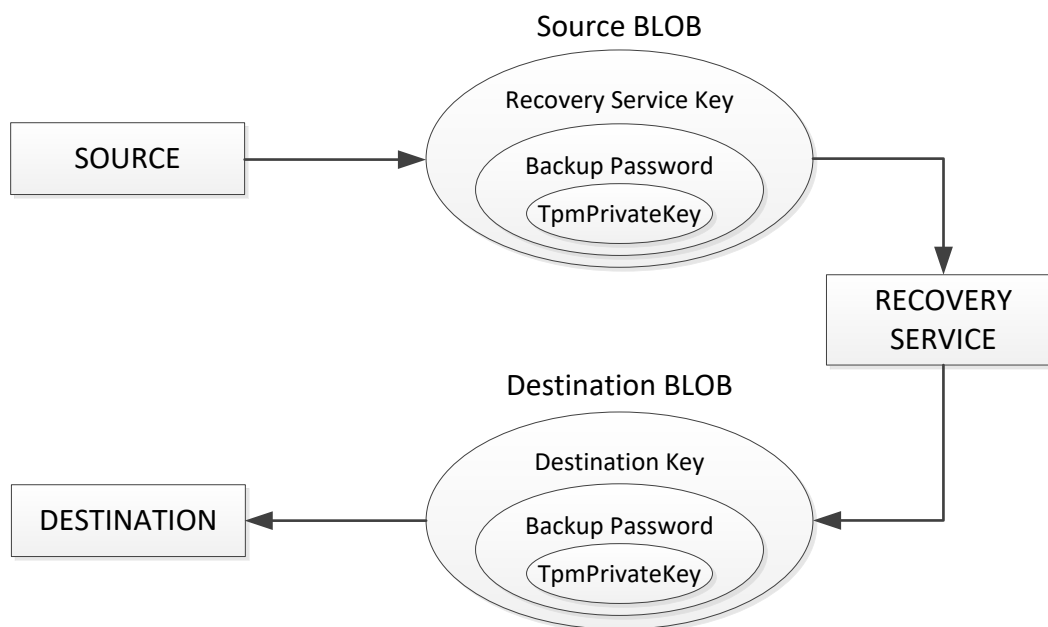 Source BLOB
Recovery Service Key
SOURCE
Backup Password
TpmPrivateKey
RECOVERY
SERVICE
Destination BLOB
Destination Key
DESTINATION
Backup Password
TpmPrivateKey